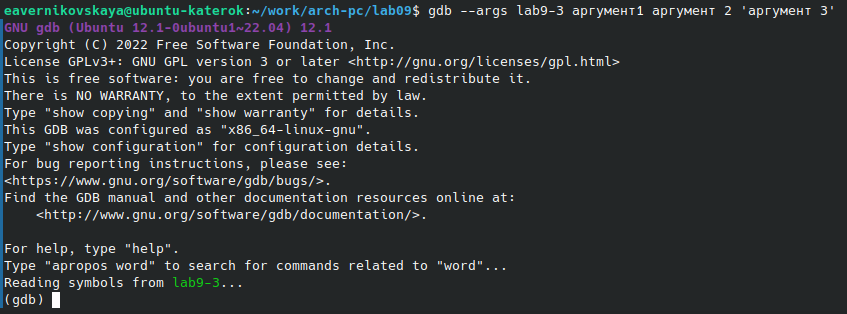 eavernikovskaya@ubuntu-katerok:~/work/arch-pc/lab09$ gdb --args lab9-3 аргумент1 аргумент 2 'аргумент 3'
GNU gdb (Ubuntu 12.1-0ubuntu1~22.04) 12.1
Copyright (C) 2022 Free Software Foundation, Inc.
License GPLv3+: GNU GPL version 3 or later <http://gnu.org/licenses/gpl.html>
This is free software: you are free to change and redistribute it.
There is NO WARRANTY, to the extent permitted by law.
Type "show copying" and "show warranty" for details.
This GDB was configured as "x86_64-linux-gnu".
Type "show configuration" for configuration details.
For bug reporting instructions, please see:
<https://www.gnu.org/software/gdb/bugs/>.
Find the GDB manual and other documentation resources online at:
    <http://www.gnu.org/software/gdb/documentation/>.

For help, type "help".
Type "apropos word" to search for commands related to "word"...
Reading symbols from lab9-3...
(gdb)